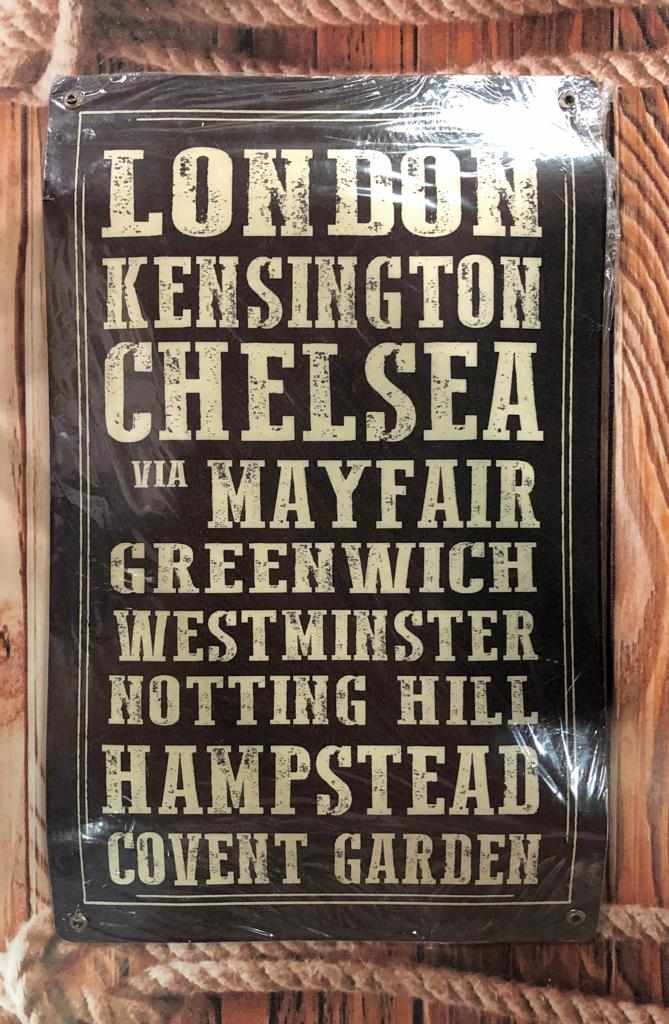 LONDON
KENSINGTON
CHELSEA
VIA MAYFAIR
GREENWICH
WESTMINSTER
NOTTING HILL
HAMPSTEAD
COVENT GARDEN